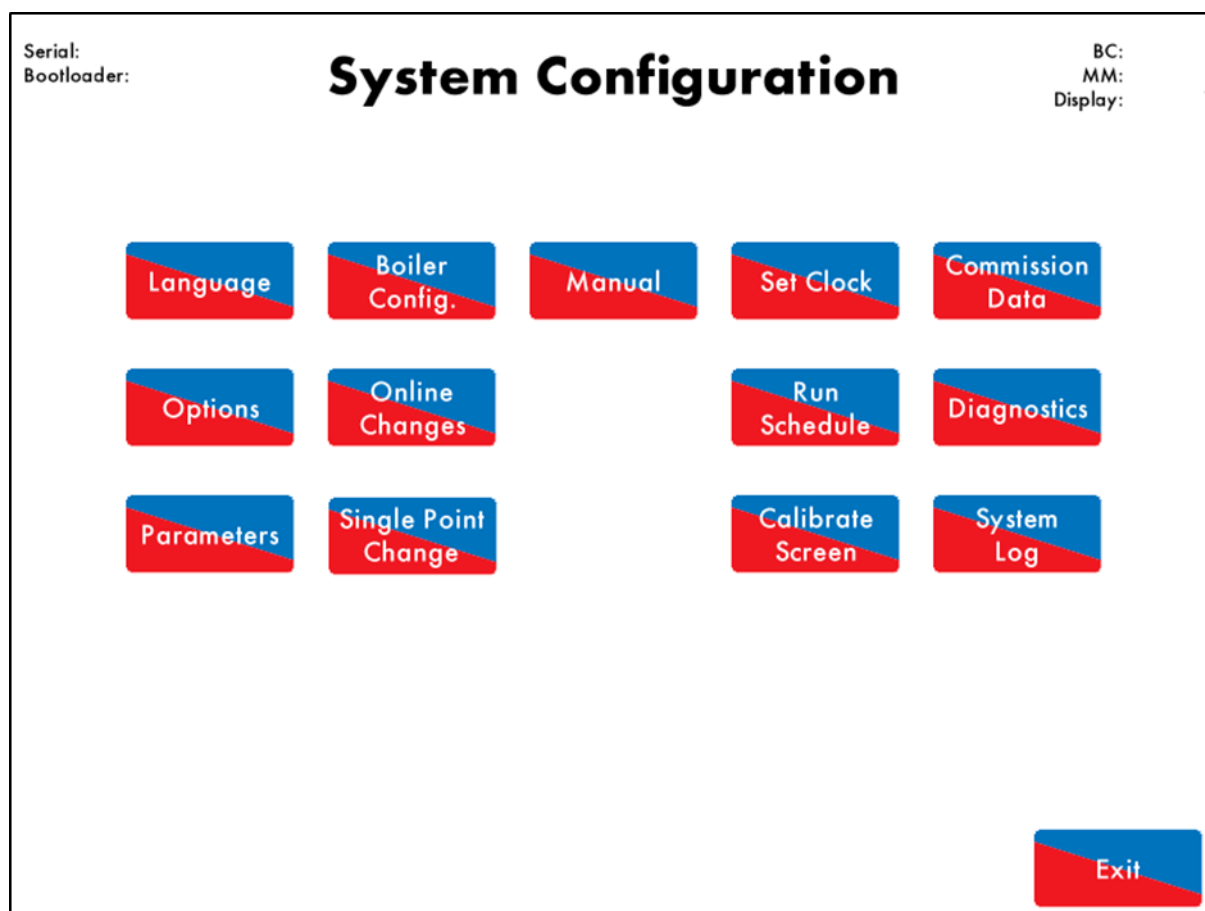 Serial:
Bootloader:
System Configuration
BC:
MM:
Display:
Language
Boiler
Config.
Manual
Set Clock
Commission
Data
Options
Online
Changes
Run
Schedule
Diagnostics
Parameters
Single Point
Change
Calibrate
Screen
System
Log
Exit